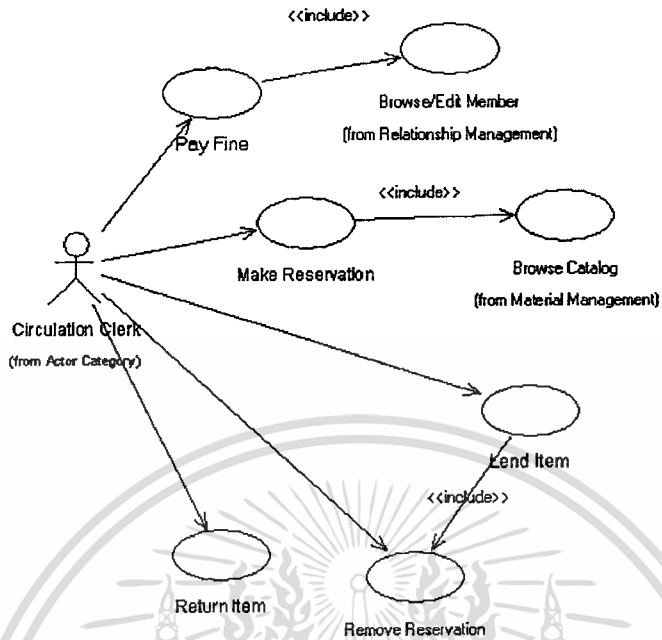 <<include>>
Browse/Edit Member
(from Relationship Management)
Pay Fine
<<include>>
Make Reservation
Browse Catalog
(from Material Management)
Circulation Clerk
(from Actor Category)
Lend Item
<<include>>
Return Item
Remove Reservation